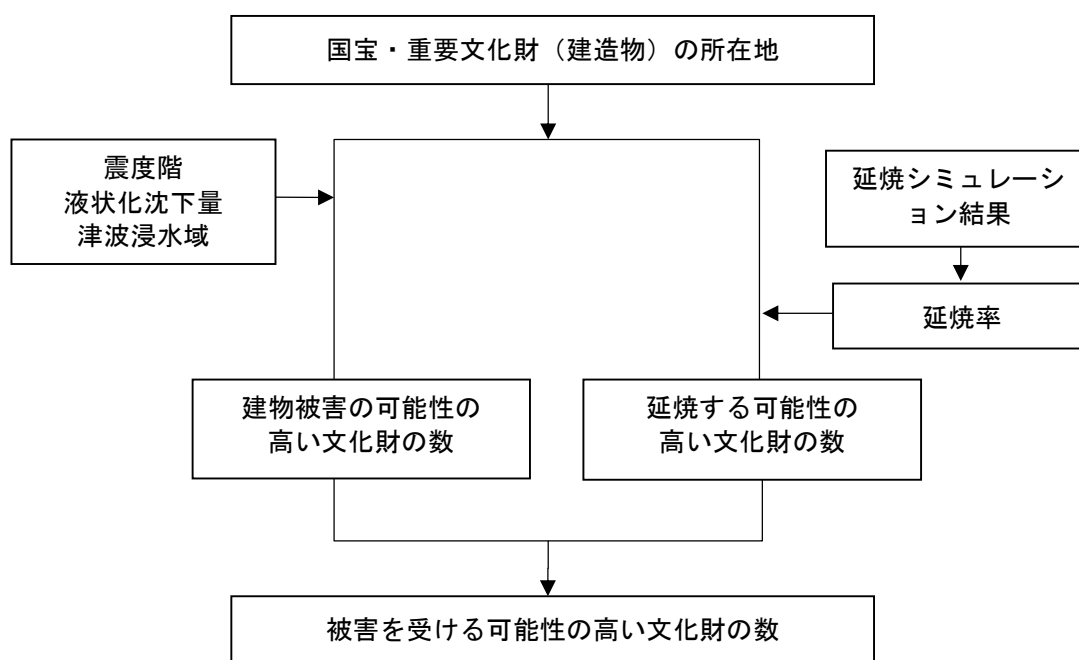 国宝・重要文化財（建造物）の所在地
震度階
液状化沈下量
津波浸水域
延焼シミュレーシ
ョン結果
延焼率
建物被害の可能性の
高い文化財の数
延焼する可能性の
高い文化財の数
被害を受ける可能性の高い文化財の数